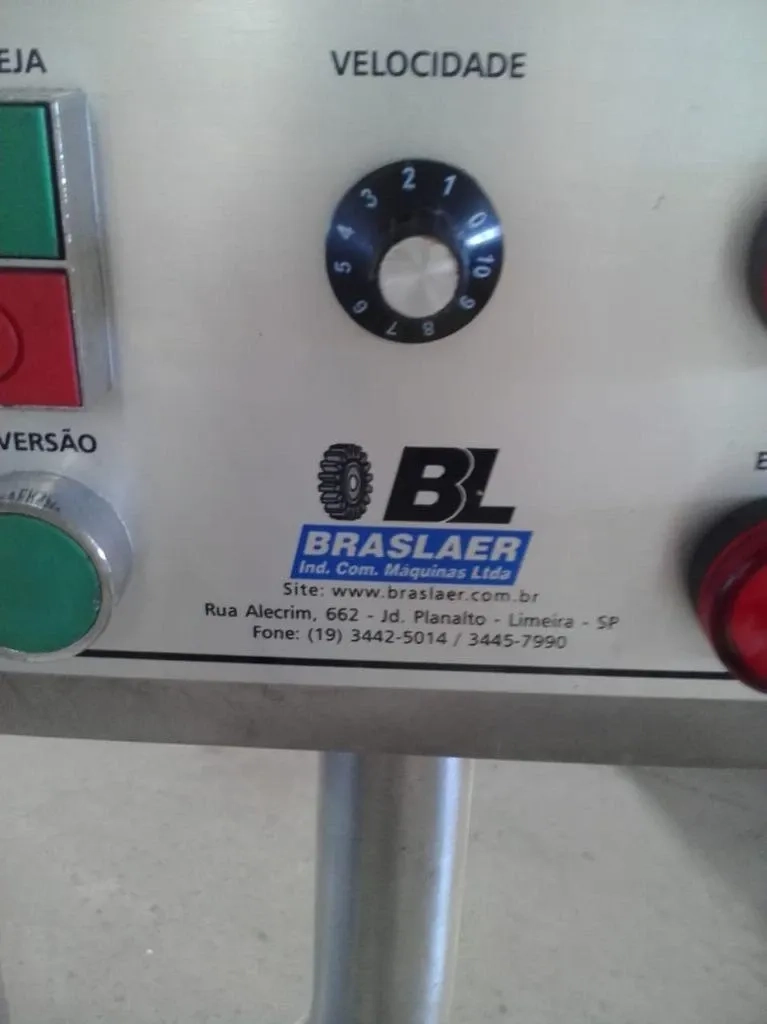 EJA
VELOCIDADE
2 1 0 10 9 8 7 6 5 4 3
VERSÃO
BL
BRASLAER
Ind. Com. Máquinas Ltda
Site: www.braslaer.com.br
Rua Alecrim, 662 - Jd. Planalto - Limeira - SP
Fone: (19) 3442-5014 / 3445-7990
E